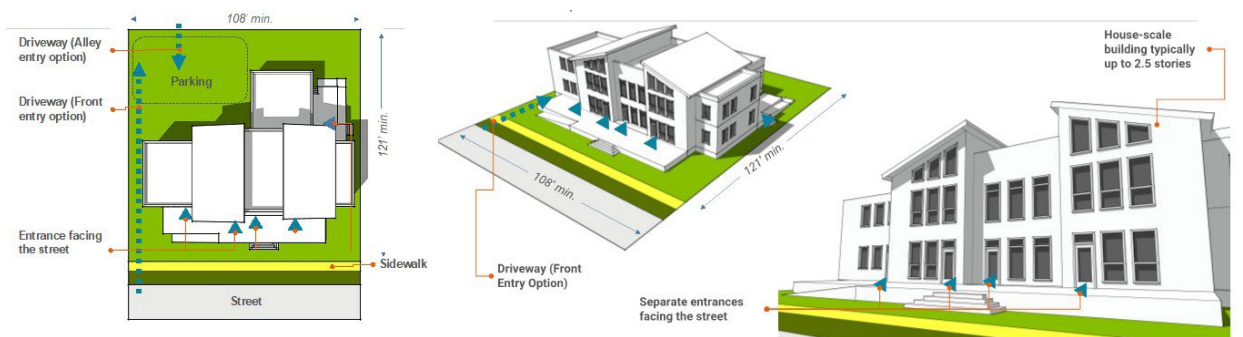 108' min.
Driveway (Alley
entry option)
Parking
Driveway (Front
entry option)
121' min.
Entrance facing
the street
Sidewalk
Street
108' min.
121' min.
Driveway (Front
Entry Option)
House-scale
building typically
up to 2.5 stories
Separate entrances
facing the street